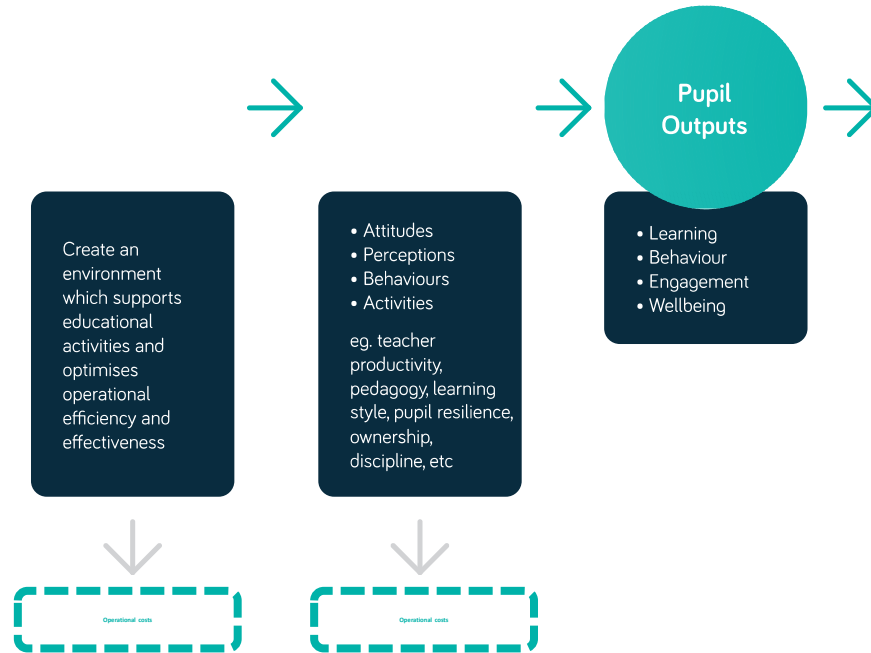 Pupil
Outputs
Create an
environment
which supports
educational
activities and
optimises
operational
efficiency and
effectiveness
• Attitudes
• Perceptions
• Behaviours
• Activities
eg. teacher
productivity,
pedagogy, learning
style, pupil resilience,
ownership,
discipline, etc
• Learning
• Behaviour
• Engagement
• Wellbeing
Operational costs
Operational costs